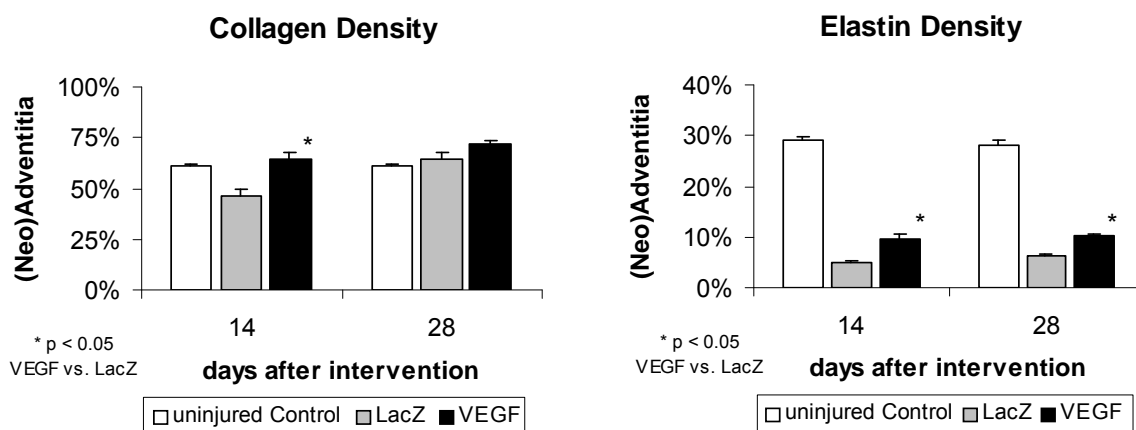 Collagen Density
100%
75%
50%
25%
0%
(Neo)Adventitia
*
14
28
* p < 0.05
VEGF vs. LacZ
days after intervention
uninjured Control LacZ VEGF
Elastin Density
40%
30%
20%
10%
0%
(Neo)Adventitia
*
*
14
28
* p < 0.05
VEGF vs. LacZ
days after intervention
uninjured Control LacZ VEGF